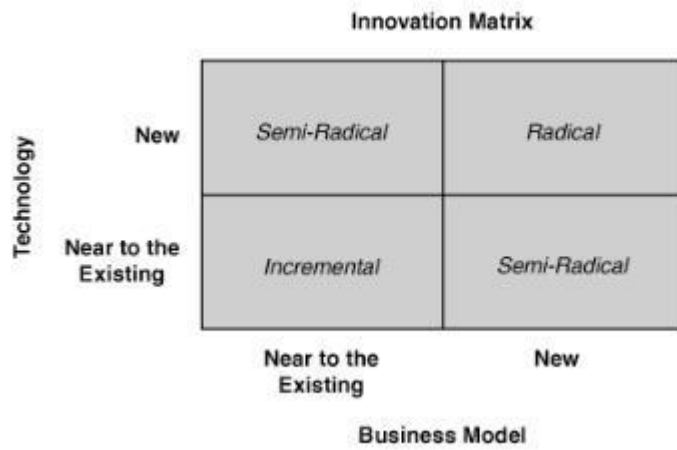 Innovation Matrix
Technology
New
Semi-Radical
Radical
Near to the
Existing
Incremental
Semi-Radical
Near to the
Existing
New
Business Model